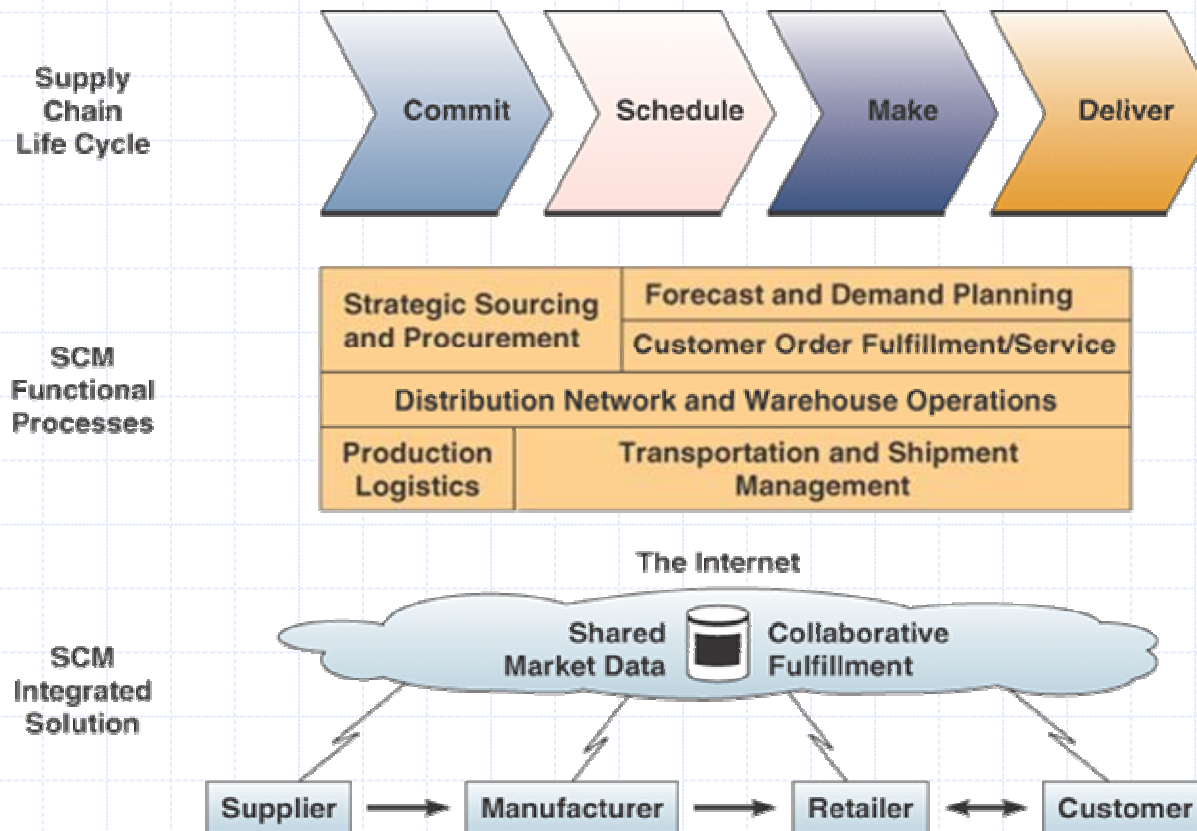 Supply
Chain
Life Cycle
Commit
Schedule
Make
Deliver
SCM
Functional
Processes
Strategic Sourcing
and Procurement
Forecast and Demand Planning
Customer Order Fulfillment/Service
Distribution Network and Warehouse Operations
Production
Logistics
Transportation and Shipment
Management
SCM
Integrated
Solution
The Internet
Shared
Market Data
Collaborative
Fulfillment
Supplier
Manufacturer
Retailer
Customer